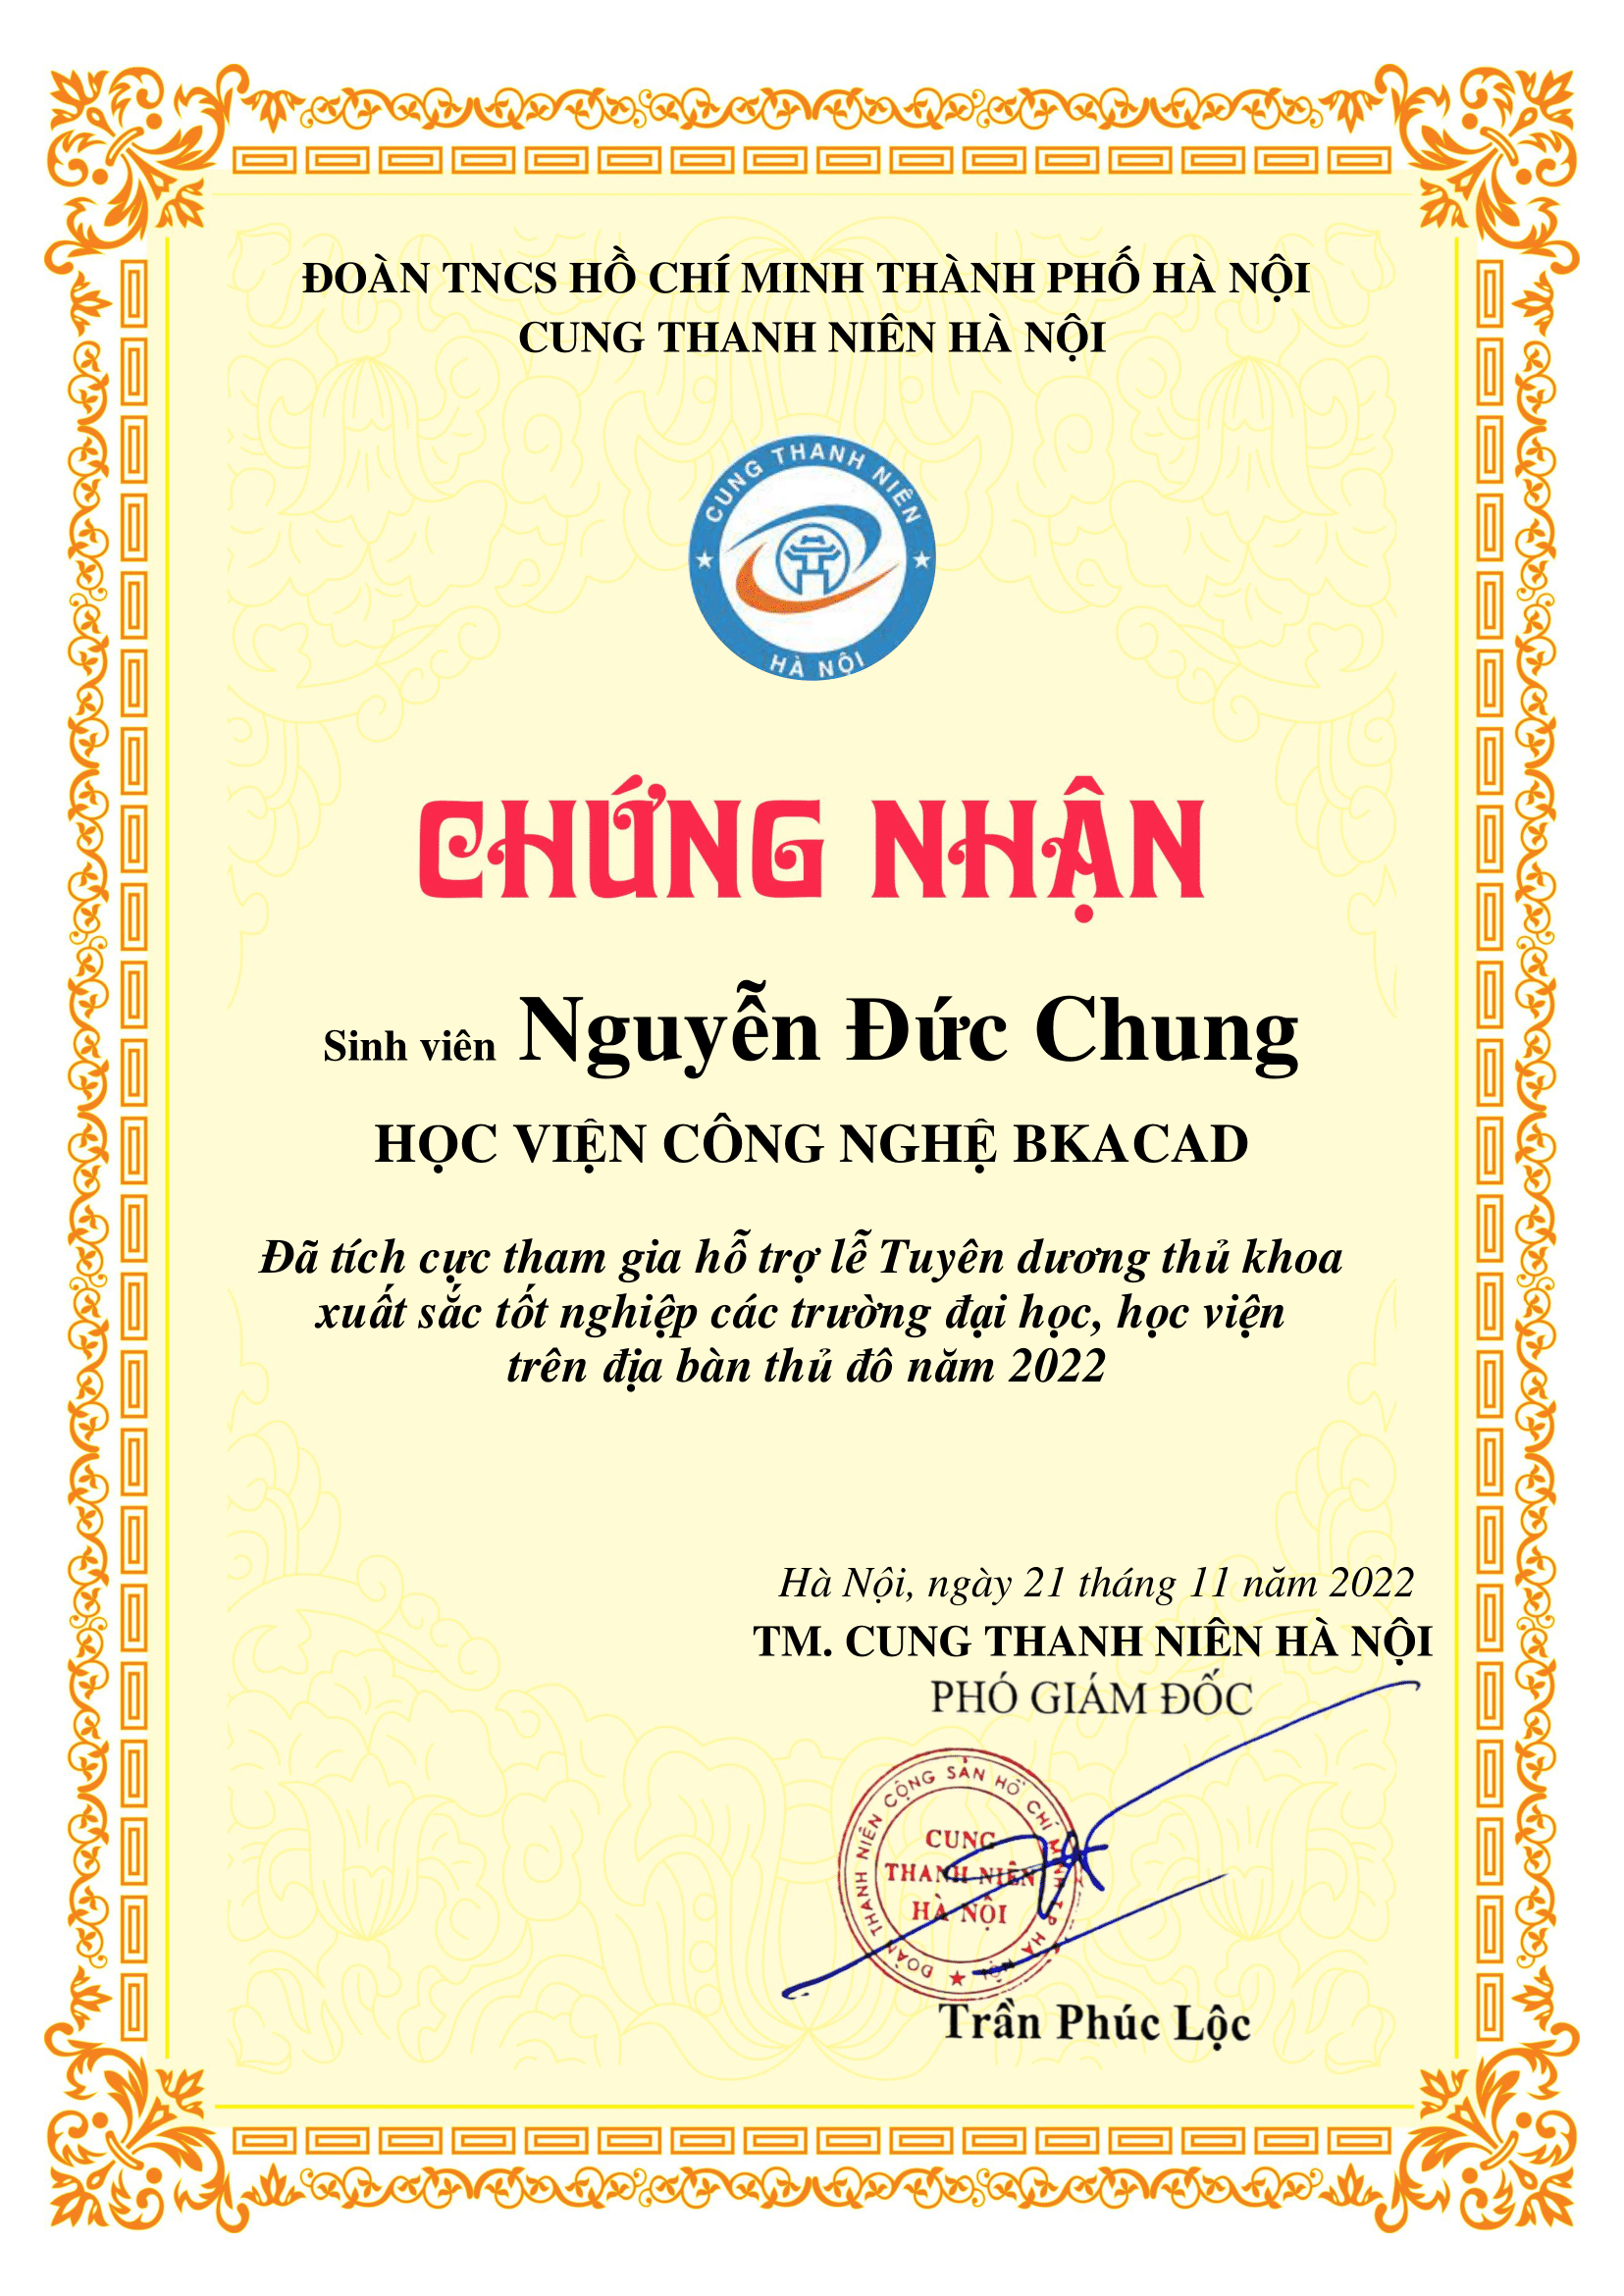 ĐOÀN TNCS HỒ CHÍ MINH THÀNH PHỐ HÀ NỘI
CUNG THANH NIÊN HÀ NỘI
CUNG THANH NIÊN
HÀ NỘI
CHỨNG NHẬN
Sinh viên Nguyễn Đức Chung
HỌC VIỆN CÔNG NGHỆ BKACAD
Đã tích cực tham gia hỗ trợ lễ Tuyên dương thủ khoa
xuất sắc tốt nghiệp các trường đại học, học viện
trên địa bàn thủ đô năm 2022
Hà Nội, ngày 21 tháng 11 năm 2022
TM. CUNG THANH NIÊN HÀ NỘI
PHÓ GIÁM ĐỐC
ĐOÀN THANH NIÊN CỘNG SẢN HỒ CHÍ MINH T.P HÀ NỘI
CUNG
THANH NIÊN
HÀ NỘI
Trần Phúc Lộc